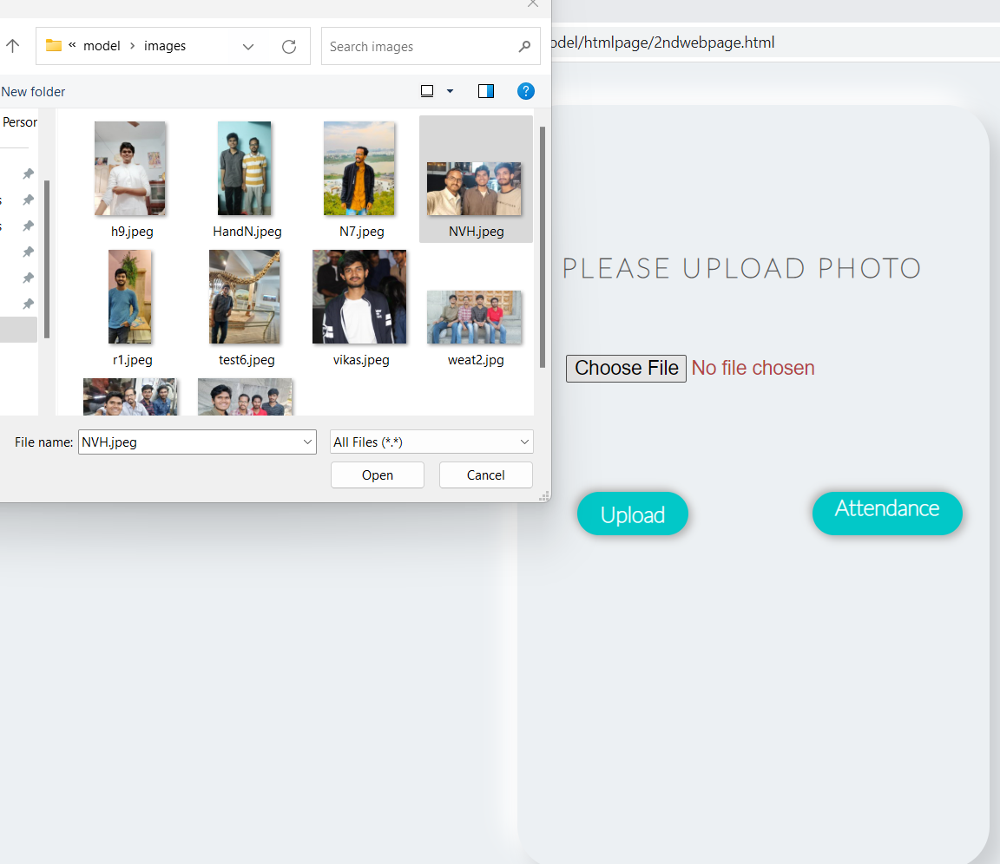 « model > images
Search images
odel/htmlpage/2ndwebpage.html
New folder
?
Person
h9.jpeg
HandN.jpeg
N7.jpeg
NVH.jpeg
s
s
r1.jpeg
test6.jpeg
vikas.jpeg
weat2.jpg
File name: NVH.jpeg
All Files (*.*)
Open
Cancel
PLEASE UPLOAD PHOTO
Choose File No file chosen
Upload
Attendance